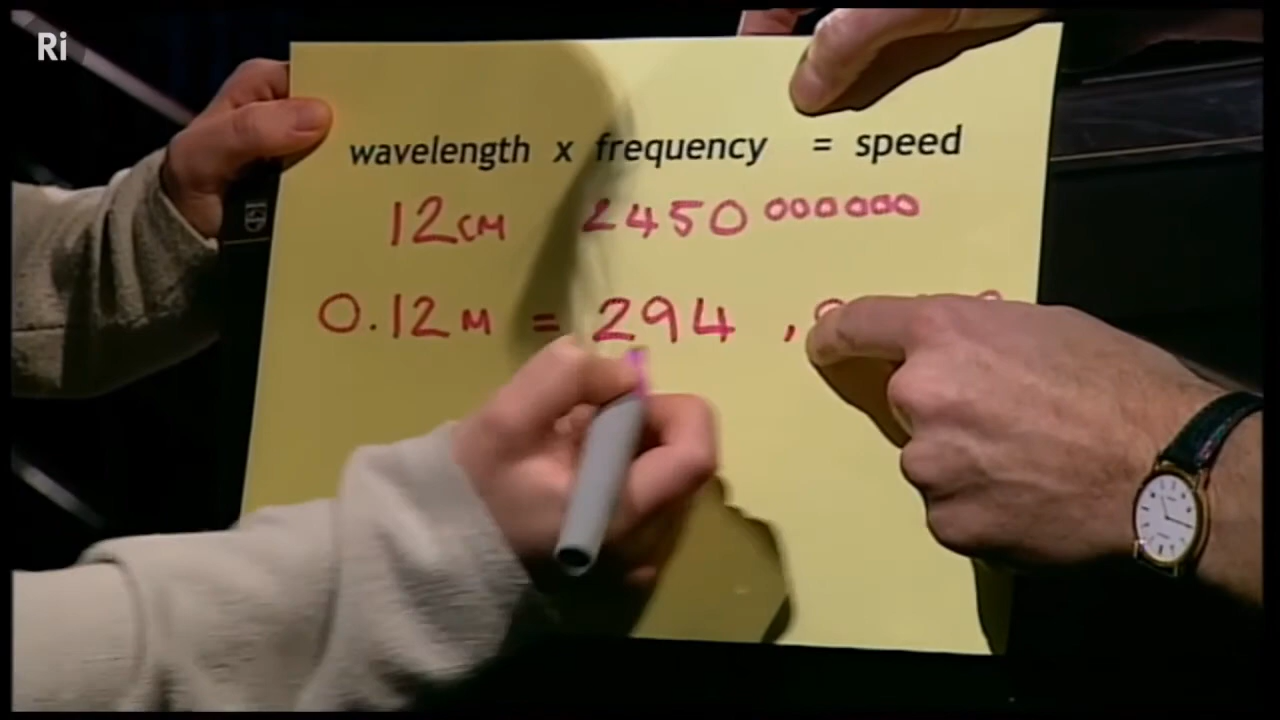 Ri
wavelength x frequency = speed
12cm 2450000000
0.12m = 294 ,